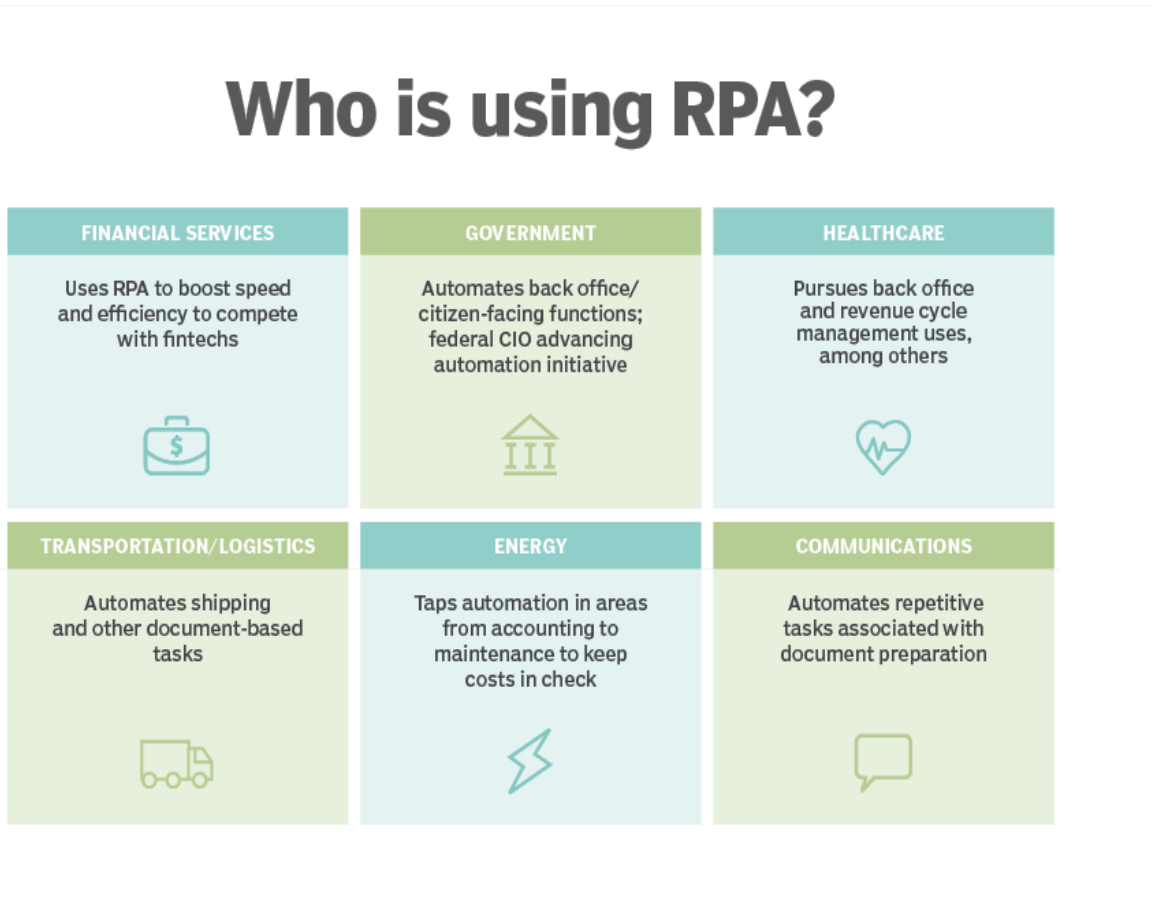 Who is using RPA?
FINANCIAL SERVICES
Uses RPA to boost speed
and efficiency to compete
with fintechs
$
GOVERNMENT
Automates back office/
citizen-facing functions;
federal CIO advancing
automation initiative
HEALTHCARE
Pursues back office
and revenue cycle
management uses,
among others
TRANSPORTATION/LOGISTICS
Automates shipping
and other document-based
tasks
ENERGY
Taps automation in areas
from accounting to
maintenance to keep
costs in check
COMMUNICATIONS
Automates repetitive
tasks associated with
document preparation